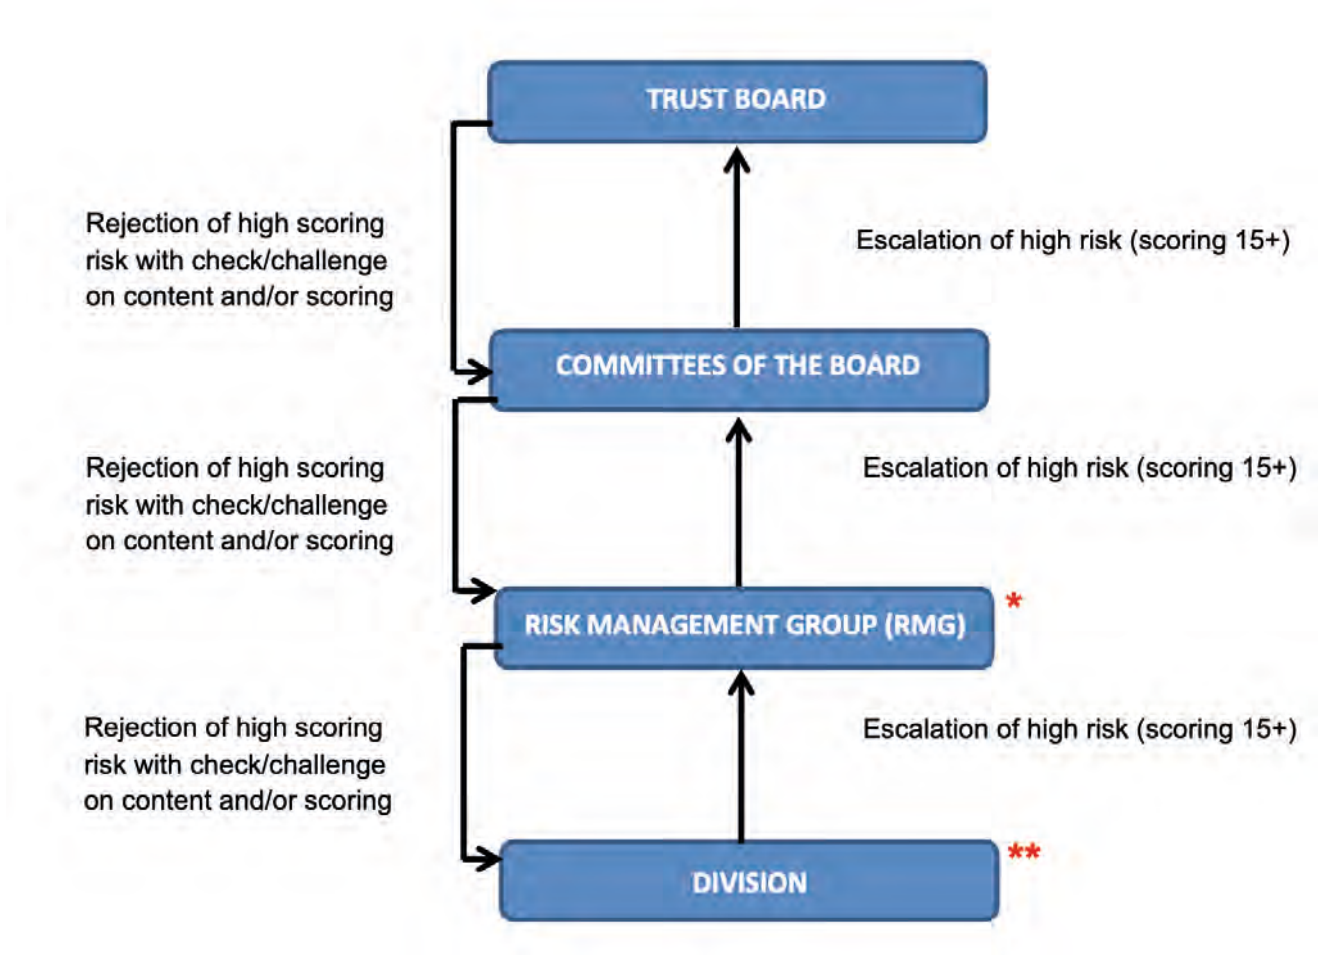 TRUST BOARD
Rejection of high scoring
risk with check/challenge
on content and/or scoring
Escalation of high risk (scoring 15+)
COMMITTEES OF THE BOARD
Rejection of high scoring
risk with check/challenge
on content and/or scoring
Escalation of high risk (scoring 15+)
RISK MANAGEMENT GROUP (RMG) *
Rejection of high scoring
risk with check/challenge
on content and/or scoring
Escalation of high risk (scoring 15+)
DIVISION **